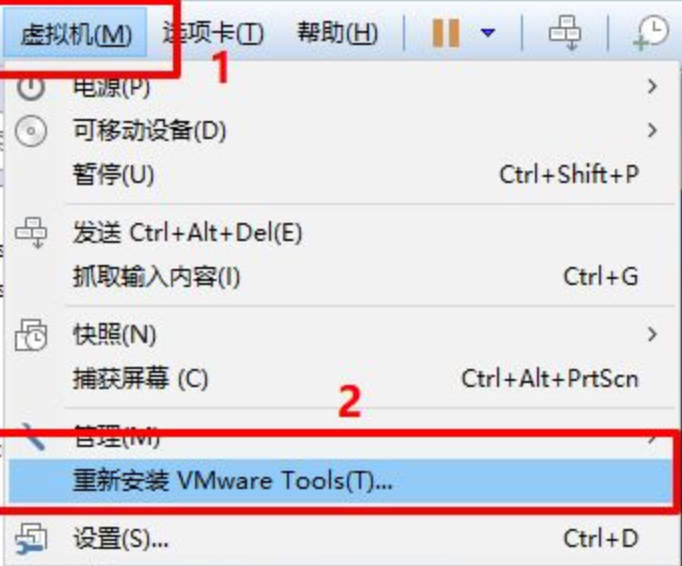 虚拟机(M) 选项卡(T) 帮助(H)
1
电源(P)
可移动设备(D)
暂停(U) Ctrl+Shift+P
发送 Ctrl+Alt+Del(E)
抓取输入内容(I) Ctrl+G
快照(N)
捕获屏幕 (C) Ctrl+Alt+PrtScn
2
管理(M)
重新安装 VMware Tools(T)...
设置(S)... Ctrl+D